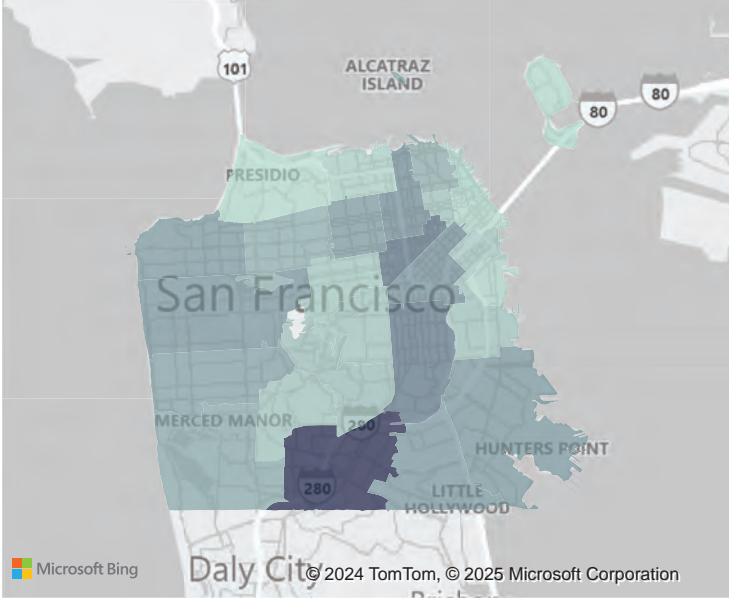 101
ALCATRAZ
ISLAND
80
80
PRESIDIO
San Francisco
MERCED MANOR
280
HUNTERS POINT
280
LITTLE
HOLLYWOOD
Microsoft Bing
Daly City
© 2024 TomTom, © 2025 Microsoft Corporation